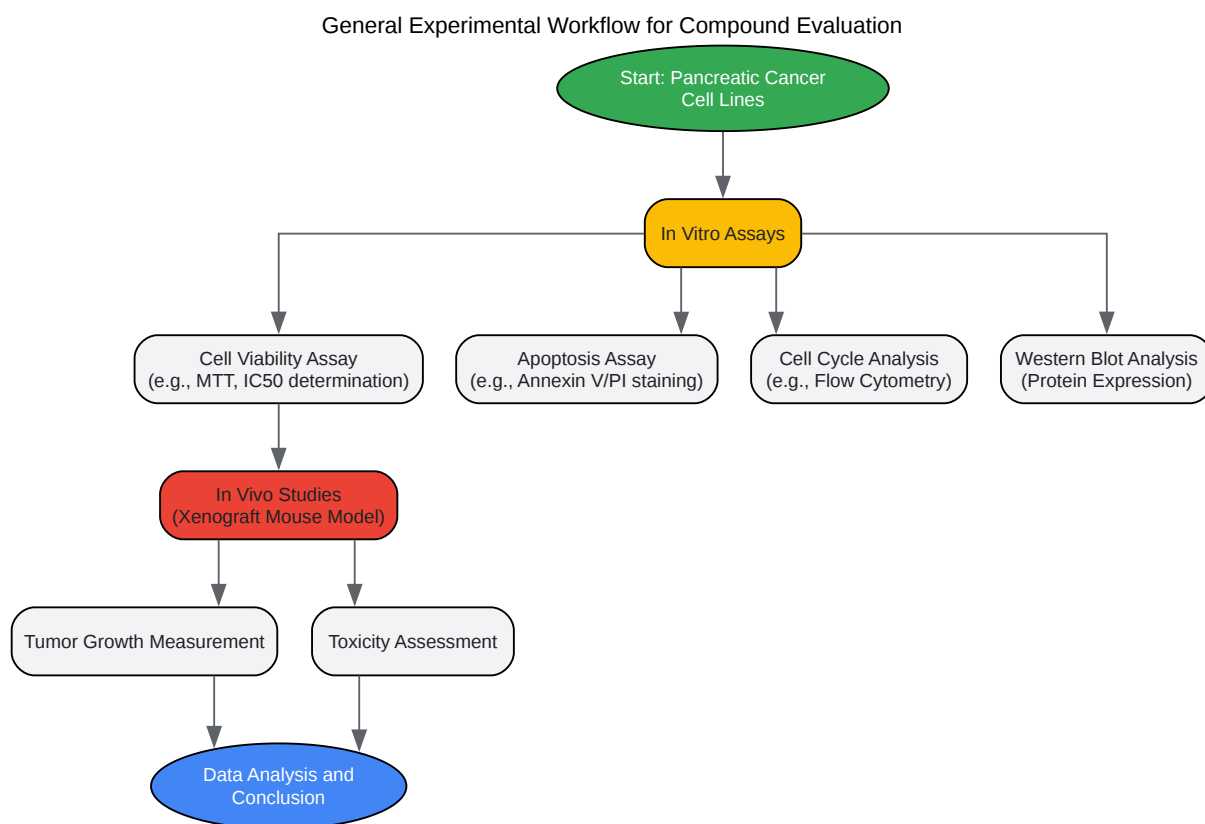 General Experimental Workflow for Compound Evaluation
Start: Pancreatic Cancer
Cell Lines
In Vitro Assays
Cell Viability Assay
(e.g., MTT, IC50 determination)
Apoptosis Assay
(e.g., Annexin V/PI staining)
Cell Cycle Analysis
(e.g., Flow Cytometry)
Western Blot Analysis
(Protein Expression)
In Vivo Studies
(Xenograft Mouse Model)
Tumor Growth Measurement
Toxicity Assessment
Data Analysis and
Conclusion